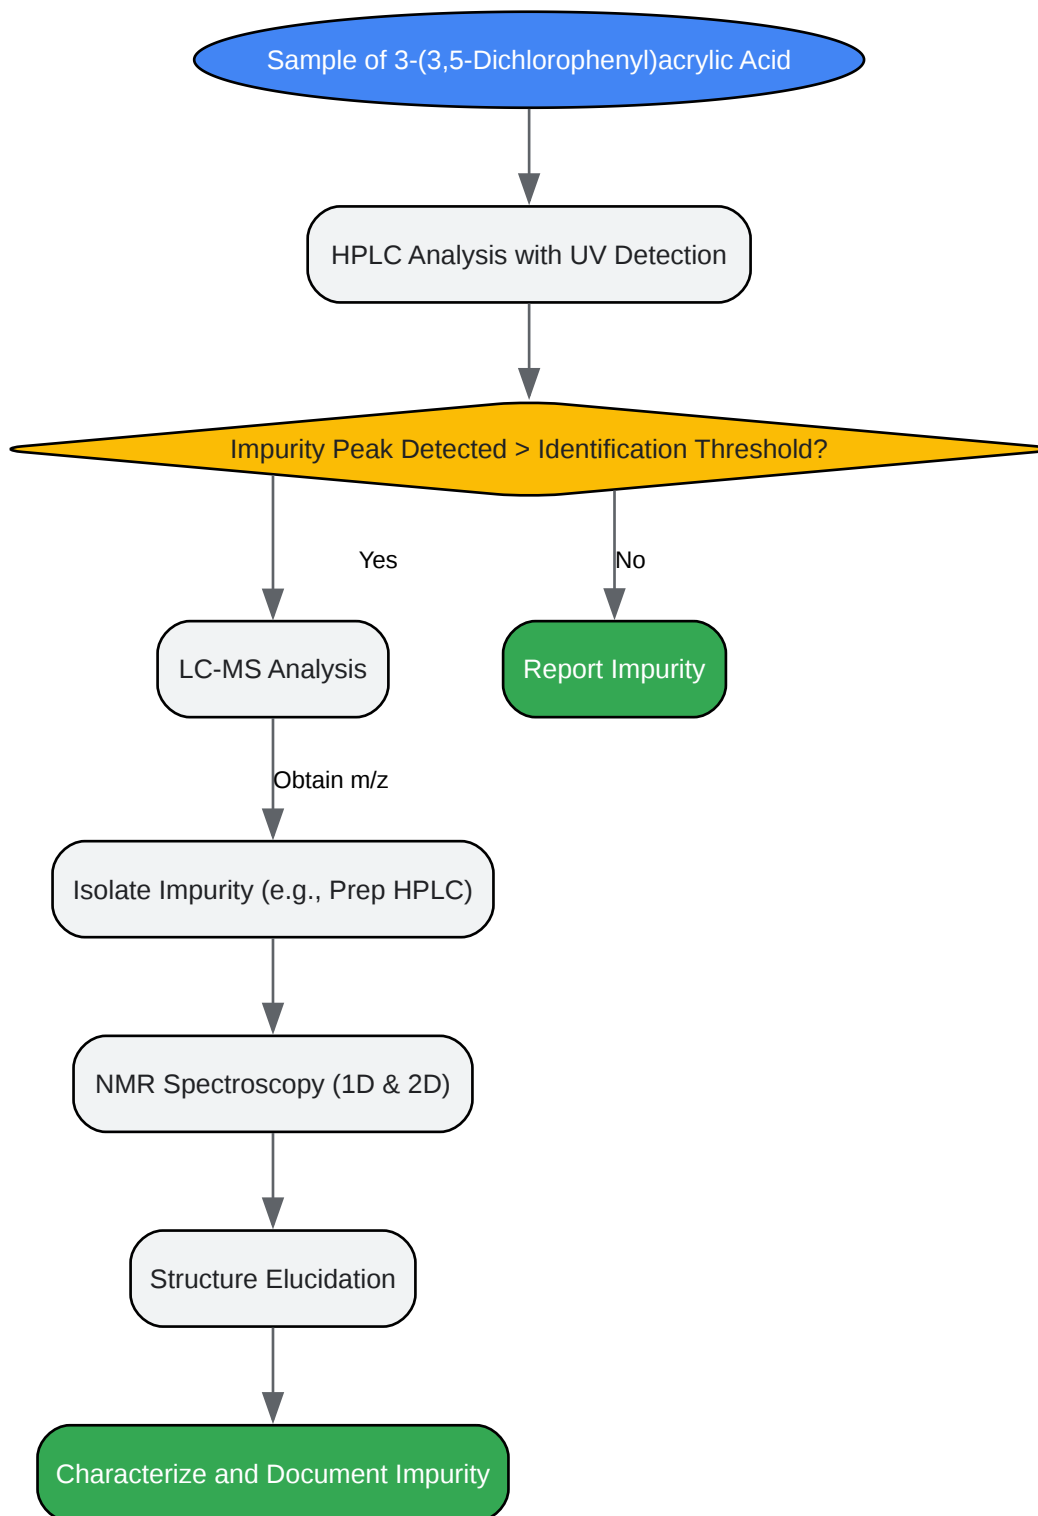 Sample of 3-(3,5-Dichlorophenyl)acrylic Acid
HPLC Analysis with UV Detection
Impurity Peak Detected > Identification Threshold?
Yes
No
LC-MS Analysis
Report Impurity
Obtain m/z
Isolate Impurity (e.g., Prep HPLC)
NMR Spectroscopy (1D & 2D)
Structure Elucidation
Characterize and Document Impurity